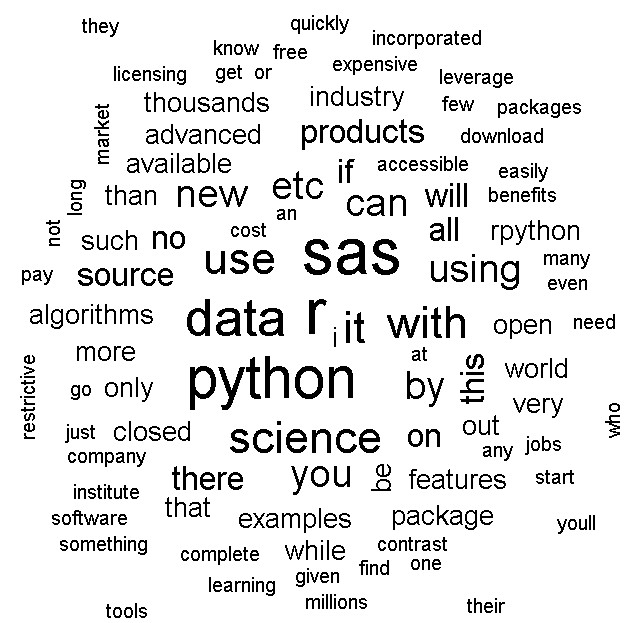 they quickly
know free incorporated
licensing get or expensive leverage
thousands industry few packages
market advanced products download
available if accessible easily
long than new etc can will benefits
an
not such no cost all rpython
pay source use sas using many
even
algorithms data r i it with open need
more at
restrictive go only python by this world
very who
just closed science on out any jobs
company
institute there you be features start
software that examples package youll
something complete while contrast
learning given find one
tools millions their